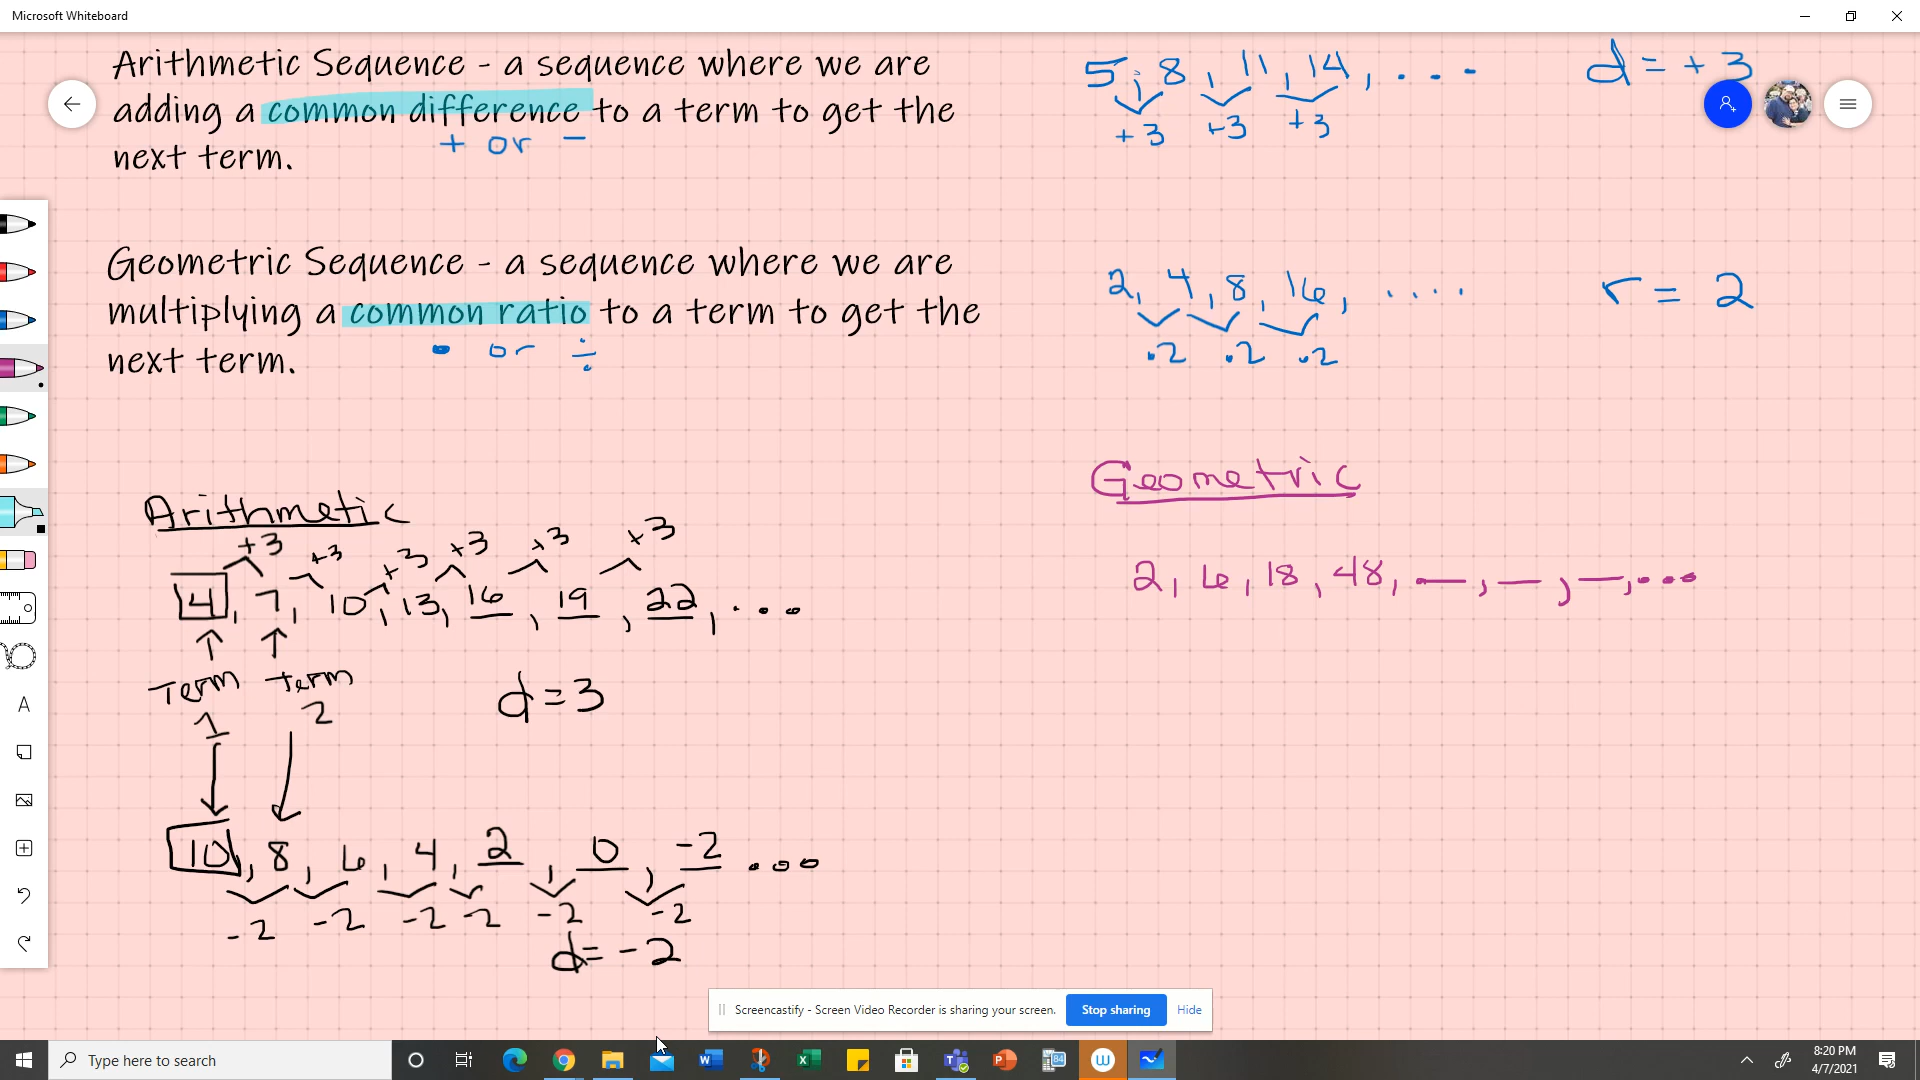 Microsoft Whiteboard
Arithmetic Sequence - a sequence where we are
adding a common difference to a term to get the
+ or -
next term.
5, 8, 11, 14, ...
+3 +3 +3
d = +3
Geometric Sequence - a sequence where we are
multiplying a common ratio to a term to get the
• or ÷
next term.
2, 4, 8, 16, ....
.2 .2 .2
r = 2
Arithmetic
+3 +3 +3 +3 +3 +3
4, 7, 10, 13, 16, 19, 22, ...
Term 1
term 2
d = 3
10, 8, 6, 4, 2, 0, -2 ...
-2 -2 -2 -2 -2 -2
d = -2
Geometric
2, 6, 18, 48, __, __, __, ...
A
Screencastify - Screen Video Recorder is sharing your screen.
Stop sharing
Hide
Type here to search
84
8:20 PM
4/7/2021